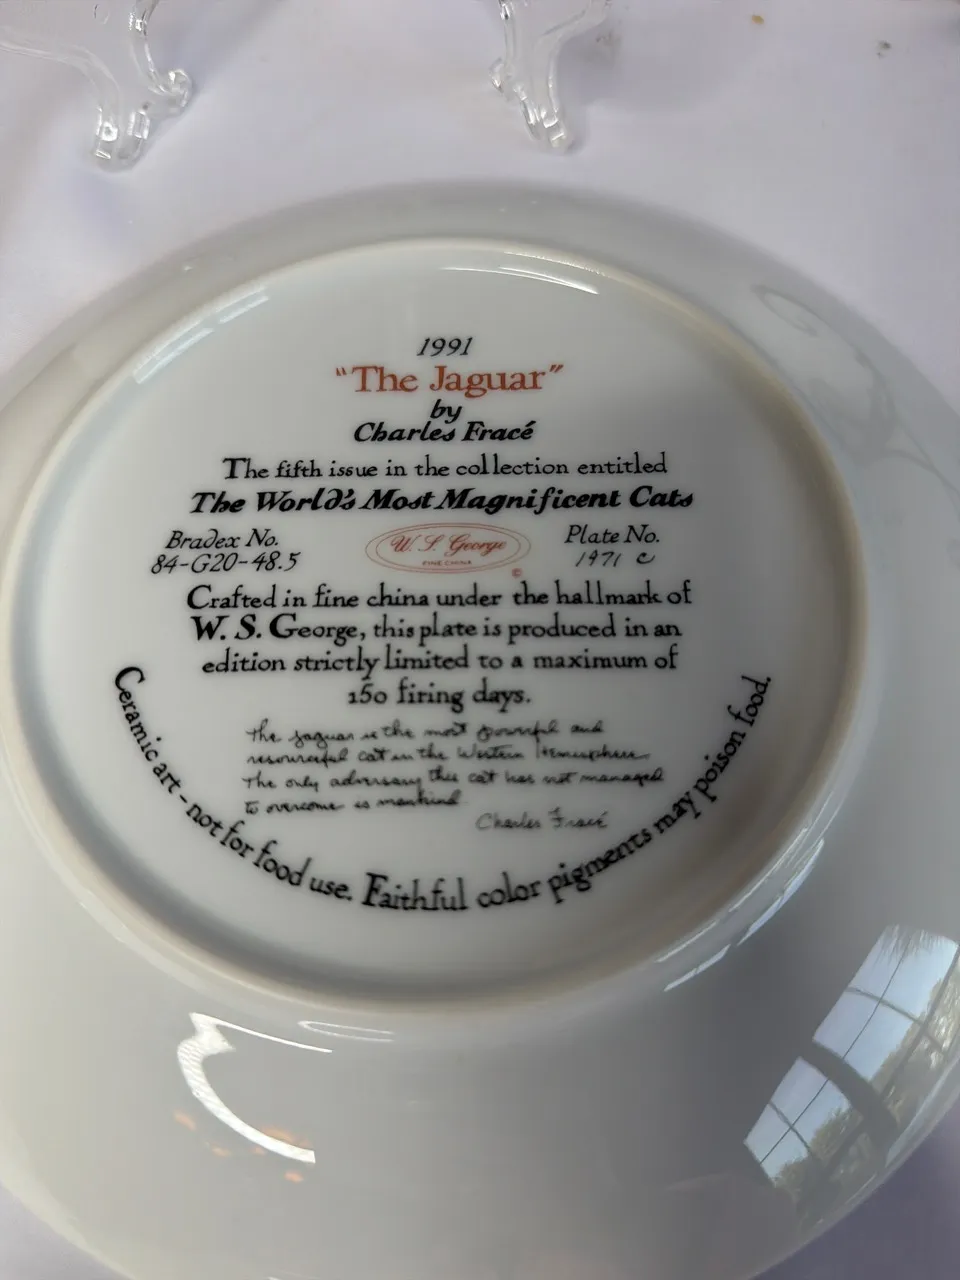 1991
“The Jaguar”
by
Charles Fracé
The fifth issue in the collection entitled
The World's Most Magnificent Cats
Bradex No.
84-G20-48.5
W. S. George
FINE CHINA
©
Plate No.
1971 C
Crafted in fine china under the hallmark of
W. S. George, this plate is produced in an
edition strictly limited to a maximum of
150 firing days.
The jaguar is the most powerful and
resourceful cat in the Western Hemisphere.
The only adversary this cat has not managed
to overcome is mankind.
Charles Fracé
Ceramic art - not for food use. Faithful color pigments may poison food.